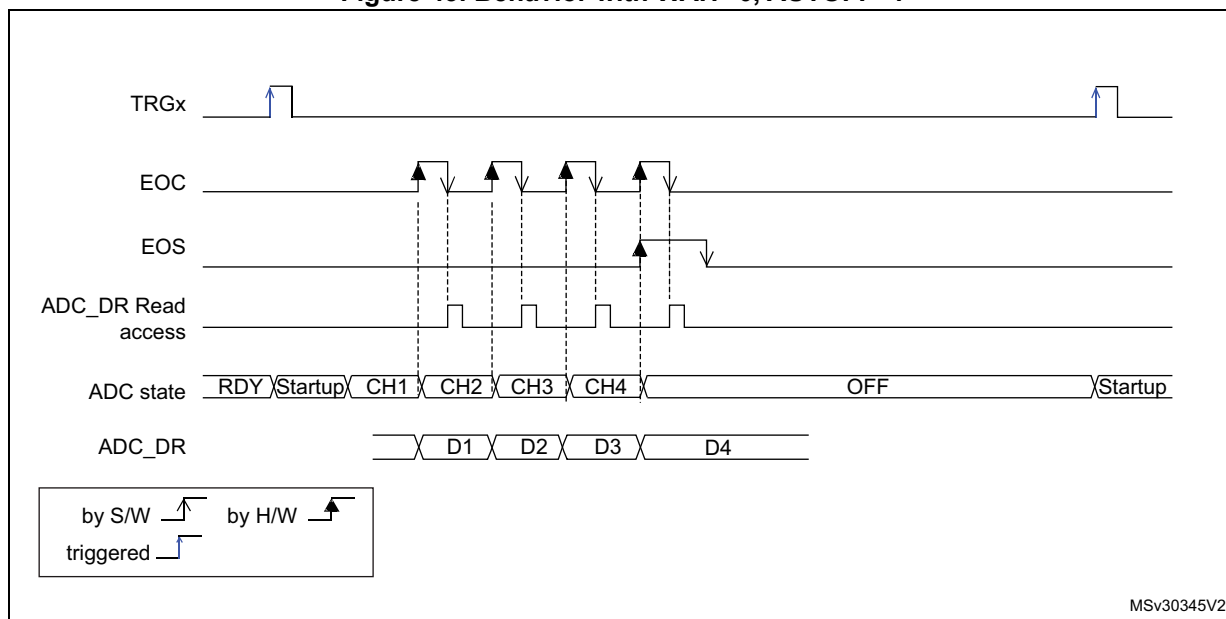 TRGx
EOC
EOS
ADC_DR Read
access
ADC state RDY Startup CH1 CH2 CH3 CH4 OFF Startup
ADC_DR D1 D2 D3 D4
by S/W by H/W
triggered
MSv30345V2